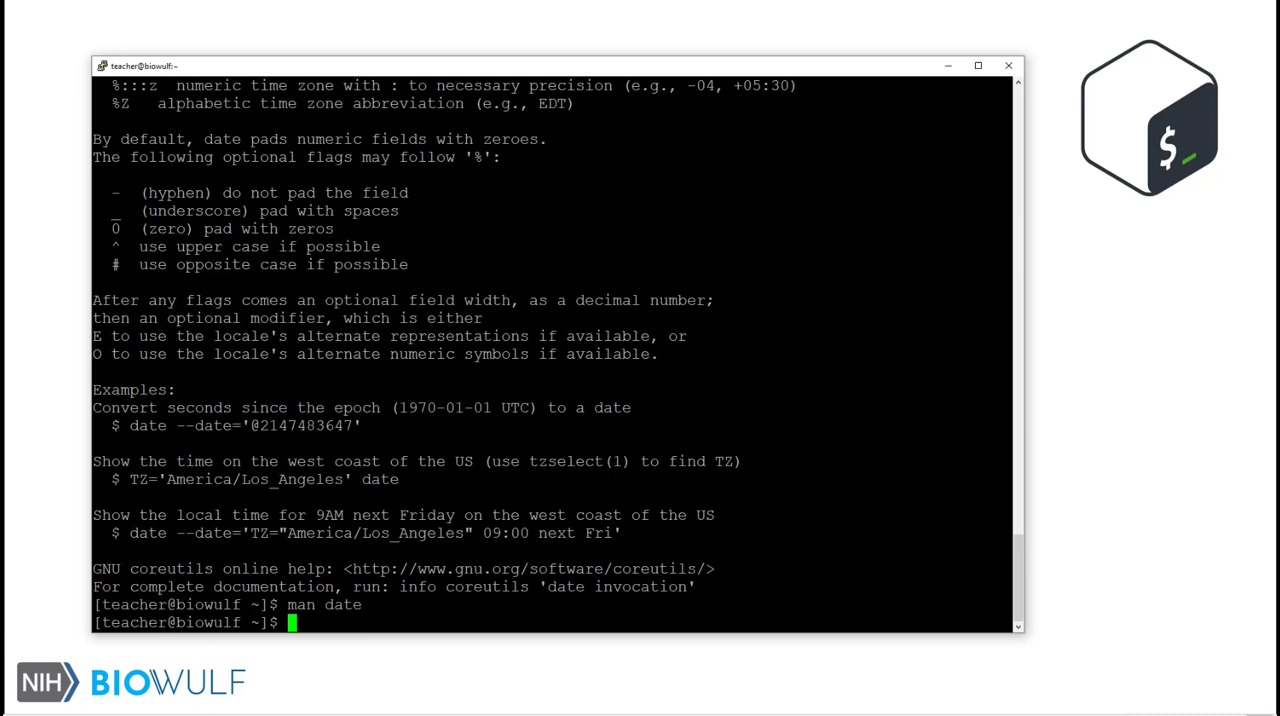 teacher@biowulf:~
%:::z numeric time zone with : to necessary precision (e.g., -04, +05:30)
%Z alphabetic time zone abbreviation (e.g., EDT)
By default, date pads numeric fields with zeroes.
The following optional flags may follow '%':
- (hyphen) do not pad the field
_ (underscore) pad with spaces
0 (zero) pad with zeros
^ use upper case if possible
# use opposite case if possible
After any flags comes an optional field width, as a decimal number;
then an optional modifier, which is either
E to use the locale's alternate representations if available, or
O to use the locale's alternate numeric symbols if available.
Examples:
Convert seconds since the epoch (1970-01-01 UTC) to a date
$ date --date='@2147483647'
Show the time on the west coast of the US (use tzselect(1) to find TZ)
$ TZ='America/Los_Angeles' date
Show the local time for 9AM next Friday on the west coast of the US
$ date --date='TZ="America/Los_Angeles" 09:00 next Fri'
GNU coreutils online help: <http://www.gnu.org/software/coreutils/>
For complete documentation, run: info coreutils 'date invocation'
[teacher@biowulf ~]$ man date
[teacher@biowulf ~]$
$_
NIH BIOWULF